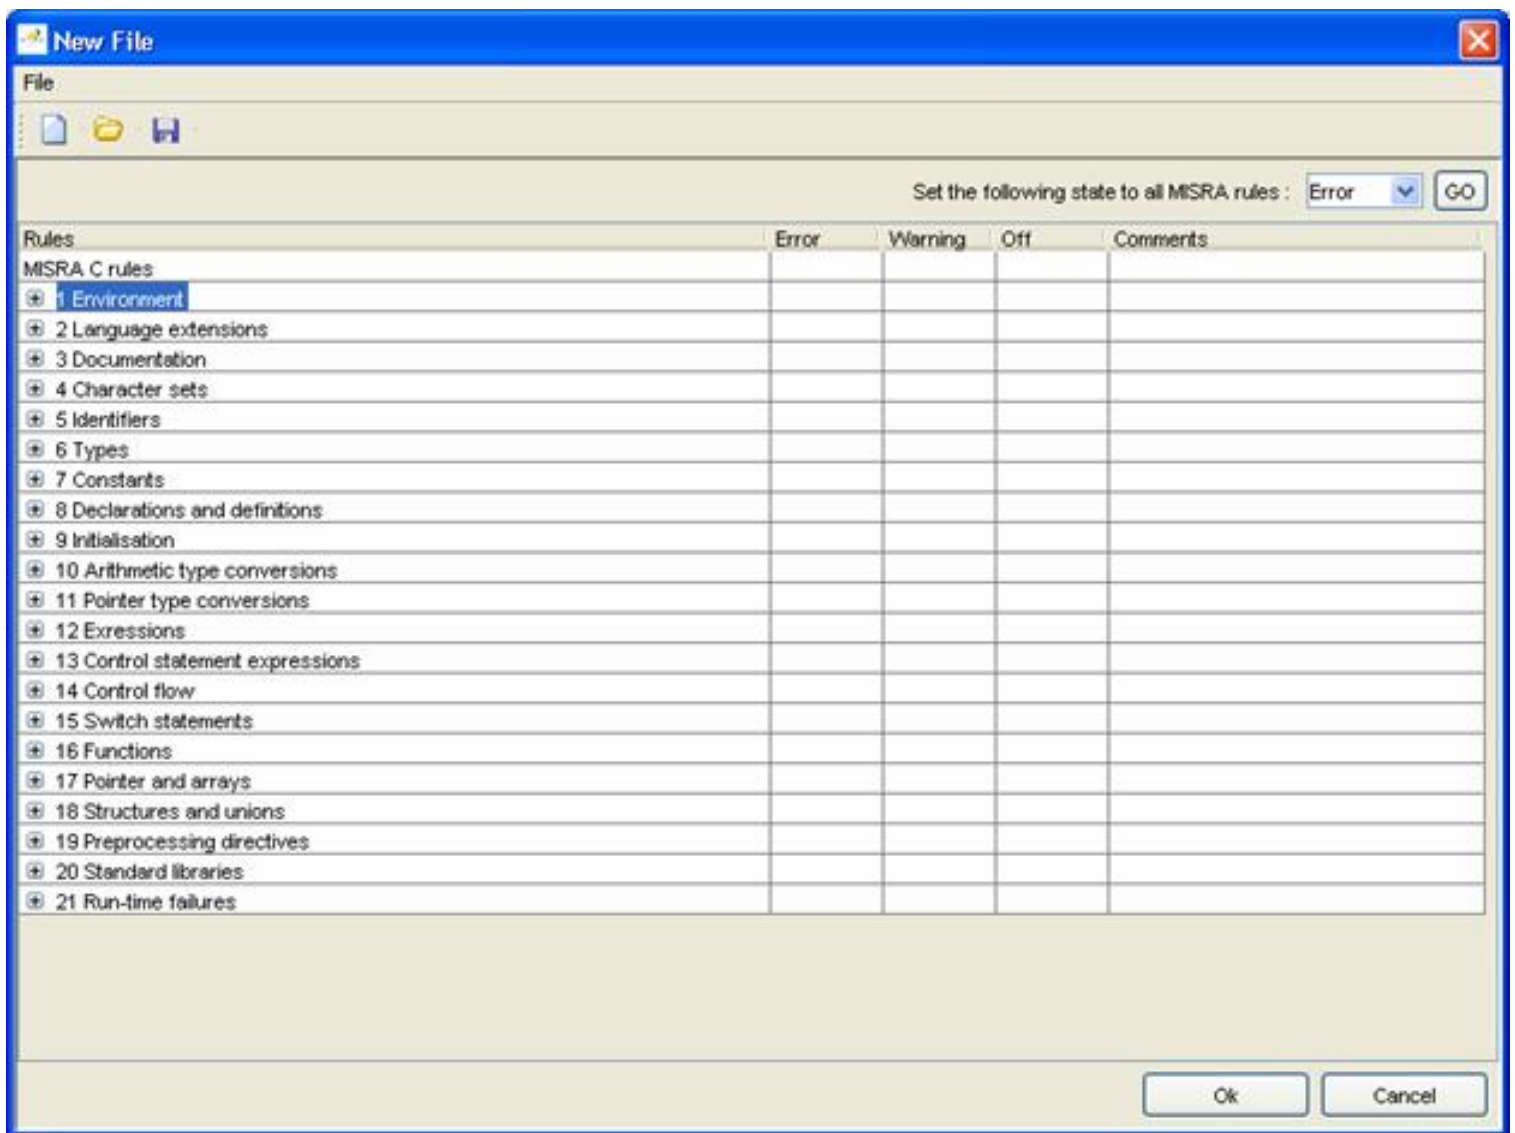 New File
File
Set the following state to all MISRA rules : Error GO
Rules Error Warning Off Comments
MISRA C rules
1 Environment
2 Language extensions
3 Documentation
4 Character sets
5 Identifiers
6 Types
7 Constants
8 Declarations and definitions
9 Initialisation
10 Arithmetic type conversions
11 Pointer type conversions
12 Exressions
13 Control statement expressions
14 Control flow
15 Switch statements
16 Functions
17 Pointer and arrays
18 Structures and unions
19 Preprocessing directives
20 Standard libraries
21 Run-time failures
Ok Cancel